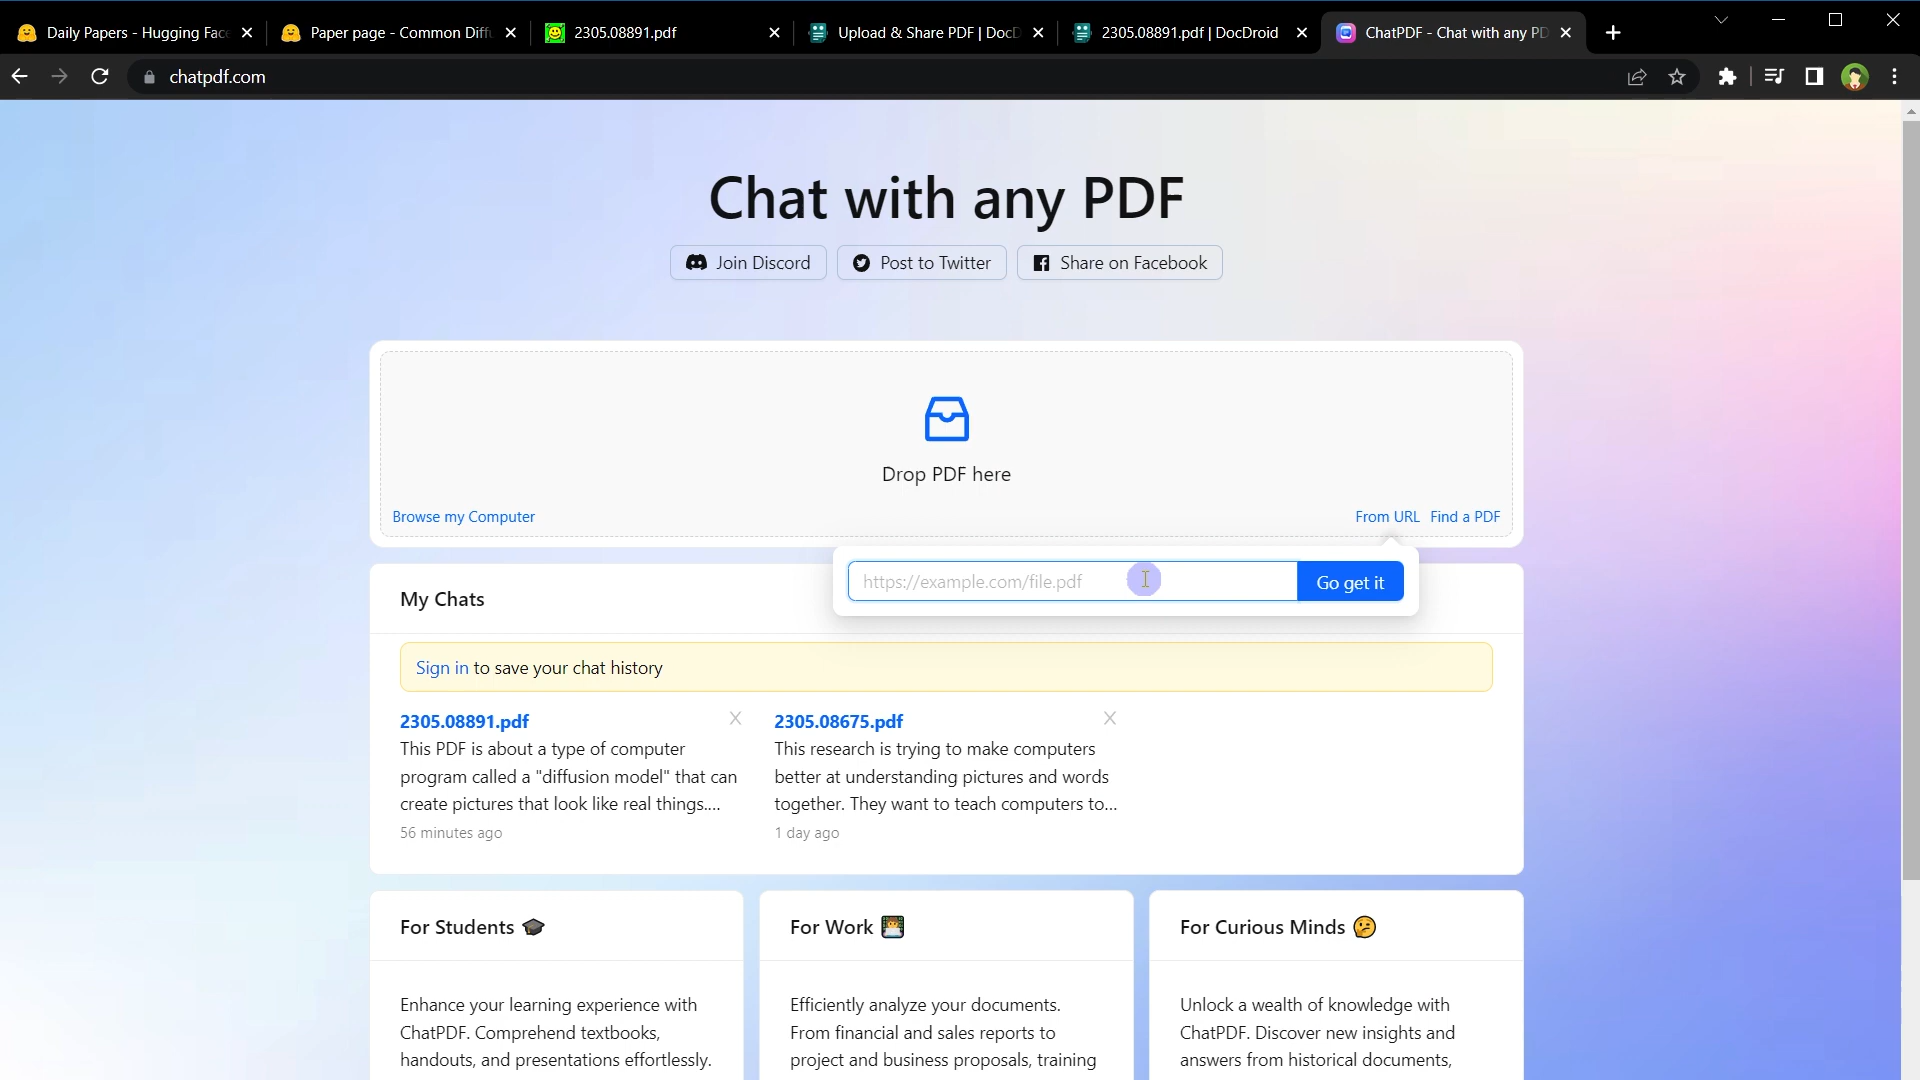 Daily Papers - Hugging Fac
Paper page - Common Diffu
2305.08891.pdf
Upload & Share PDF | DocD
2305.08891.pdf | DocDroid
ChatPDF - Chat with any PD
chatpdf.com
Chat with any PDF
Join Discord
Post to Twitter
Share on Facebook
Drop PDF here
Browse my Computer
From URL
Find a PDF
https://example.com/file.pdf
Go get it
My Chats
Sign in to save your chat history
2305.08891.pdf
This PDF is about a type of computer
program called a "diffusion model" that can
create pictures that look like real things....
56 minutes ago
2305.08675.pdf
This research is trying to make computers
better at understanding pictures and words
together. They want to teach computers to...
1 day ago
For Students
Enhance your learning experience with
ChatPDF. Comprehend textbooks,
handouts, and presentations effortlessly.
For Work
Efficiently analyze your documents.
From financial and sales reports to
project and business proposals, training
For Curious Minds
Unlock a wealth of knowledge with
ChatPDF. Discover new insights and
answers from historical documents,